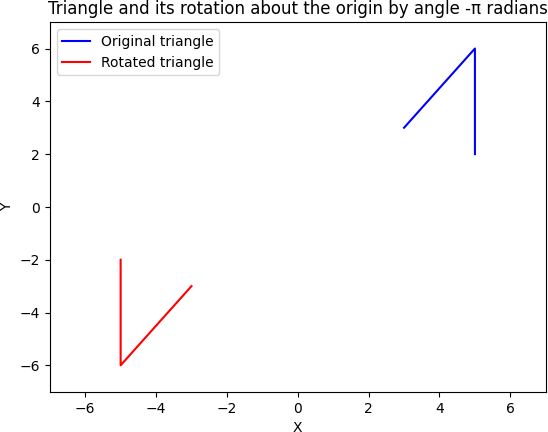 Triangle and its rotation about the origin by angle -π radians
Original triangle
Rotated triangle
6
4
2
0
−2
−4
−6
Y
−6 −4 −2 0 2 4 6
X